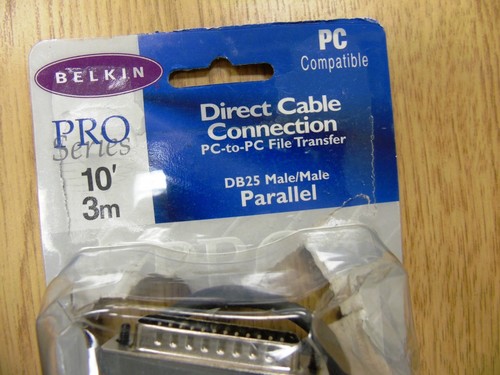 BELKIN
PC
Compatible
PRO
Series
10'
3m
Direct Cable
Connection
PC-to-PC File Transfer
DB25 Male/Male
Parallel
PRO